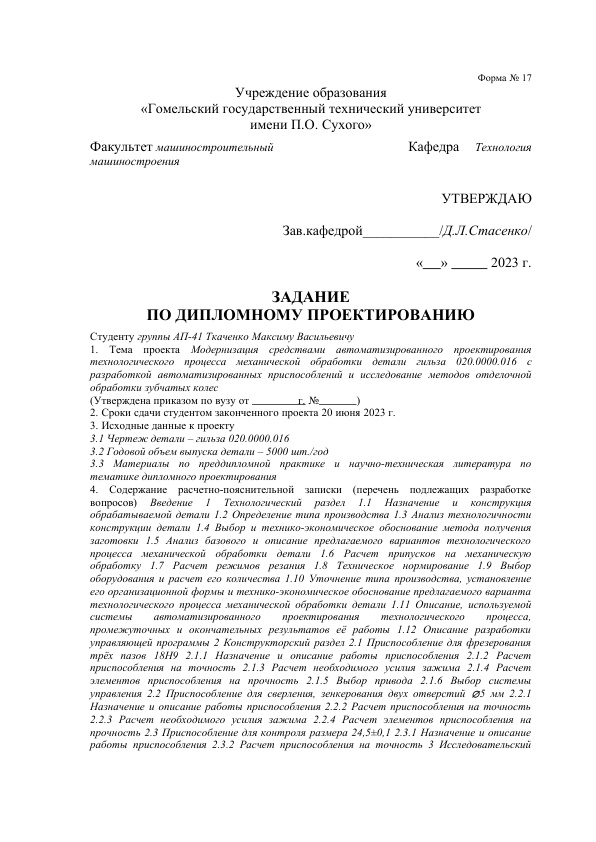 Форма № 17
Учреждение образования
«Гомельский государственный технический университет
имени П.О. Сухого»
Факультет машиностроительный Кафедра Технология
машиностроения
УТВЕРЖДАЮ
Зав.кафедрой___________/Д.Л.Стасенко/
«__» _____ 2023 г.
ЗАДАНИЕ
ПО ДИПЛОМНОМУ ПРОЕКТИРОВАНИЮ
Студенту группы АП-41 Ткаченко Максиму Васильевичу
1. Тема проекта Модернизация средствами автоматизированного проектирования
технологического процесса механической обработки детали гильза 020.0000.016 с
разработкой автоматизированных приспособлений и исследование методов отделочной
обработки зубчатых колес
(Утверждена приказом по вузу от ________г. №______)
2. Сроки сдачи студентом законченного проекта 20 июня 2023 г.
3. Исходные данные к проекту
3.1 Чертеж детали – гильза 020.0000.016
3.2 Годовой объем выпуска детали – 5000 шт./год
3.3 Материалы по преддипломной практике и научно-техническая литература по
тематике дипломного проектирования
4. Содержание расчетно-пояснительной записки (перечень подлежащих разработке
вопросов) Введение 1 Технологический раздел 1.1 Назначение и конструкция
обрабатываемой детали 1.2 Определение типа производства 1.3 Анализ технологичности
конструкции детали 1.4 Выбор и технико-экономическое обоснование метода получения
заготовки 1.5 Анализ базового и описание предлагаемого вариантов технологического
процесса механической обработки детали 1.6 Расчет припусков на механическую
обработку 1.7 Расчет режимов резания 1.8 Техническое нормирование 1.9 Выбор
оборудования и расчет его количества 1.10 Уточнение типа производства, установление
его организационной формы и технико-экономическое обоснование предлагаемого варианта
технологического процесса механической обработки детали 1.11 Описание, используемой
системы автоматизированного проектирования технологического процесса,
промежуточных и окончательных результатов её работы 1.12 Описание разработки
управляющей программы 2 Конструкторский раздел 2.1 Приспособление для фрезерования
трёх пазов 18H9 2.1.1 Назначение и описание работы приспособления 2.1.2 Расчет
приспособления на точность 2.1.3 Расчет необходимого усилия зажима 2.1.4 Расчет
элементов приспособления на прочность 2.1.5 Выбор привода 2.1.6 Выбор системы
управления 2.2 Приспособление для сверления, зенкерования двух отверстий ⌀5 мм 2.2.1
Назначение и описание работы приспособления 2.2.2 Расчет приспособления на точность
2.2.3 Расчет необходимого усилия зажима 2.2.4 Расчет элементов приспособления на
прочность 2.3 Приспособление для контроля размера 24,5±0,1 2.3.1 Назначение и описание
работы приспособления 2.3.2 Расчет приспособления на точность 3 Исследовательский